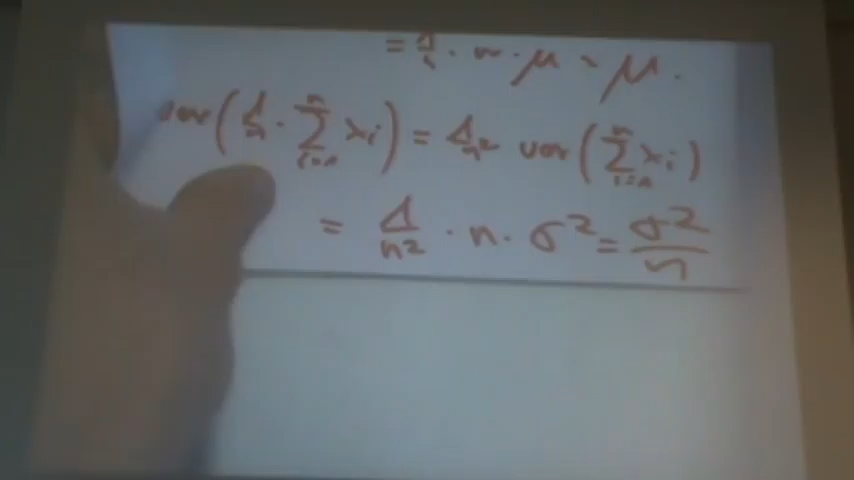 = 1/n · n · μ = μ.
var(1/n · ∑_{i=1}^{n} x_i) = 1/n² var(∑_{i=1}^{n} x_i)
= 1/n² · n · σ² = σ²/n